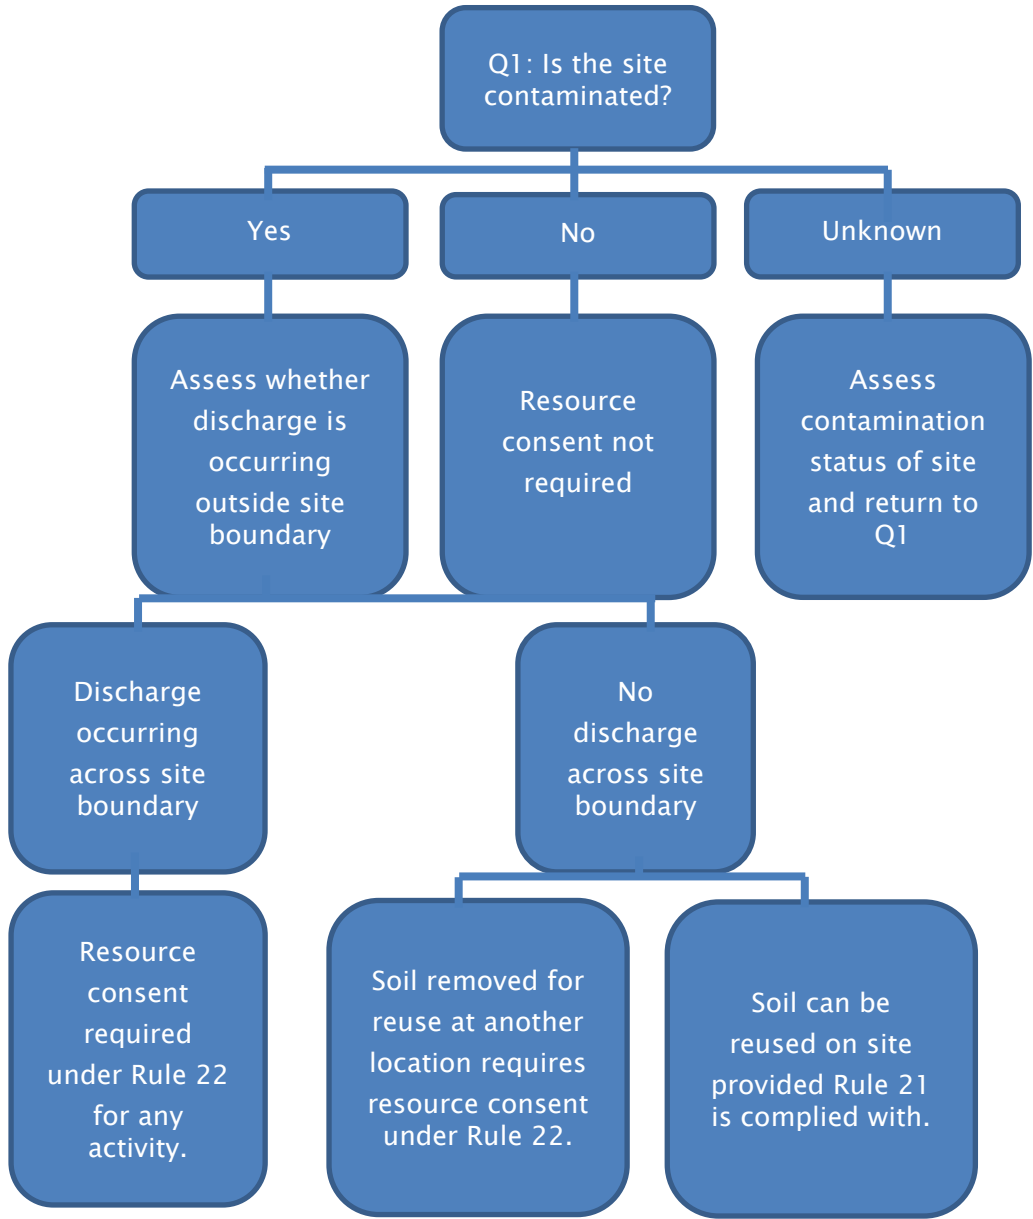 Q1: Is the site
contaminated?
Yes
No
Unknown
Assess whether
discharge is
occurring
outside site
boundary
Resource
consent not
required
Assess
contamination
status of site
and return to
Q1
Discharge
occurring
across site
boundary
No
discharge
across site
boundary
Resource
consent
required
under Rule 22
for any
activity.
Soil removed for
reuse at another
location requires
resource consent
under Rule 22.
Soil can be
reused on site
provided Rule 21
is complied with.